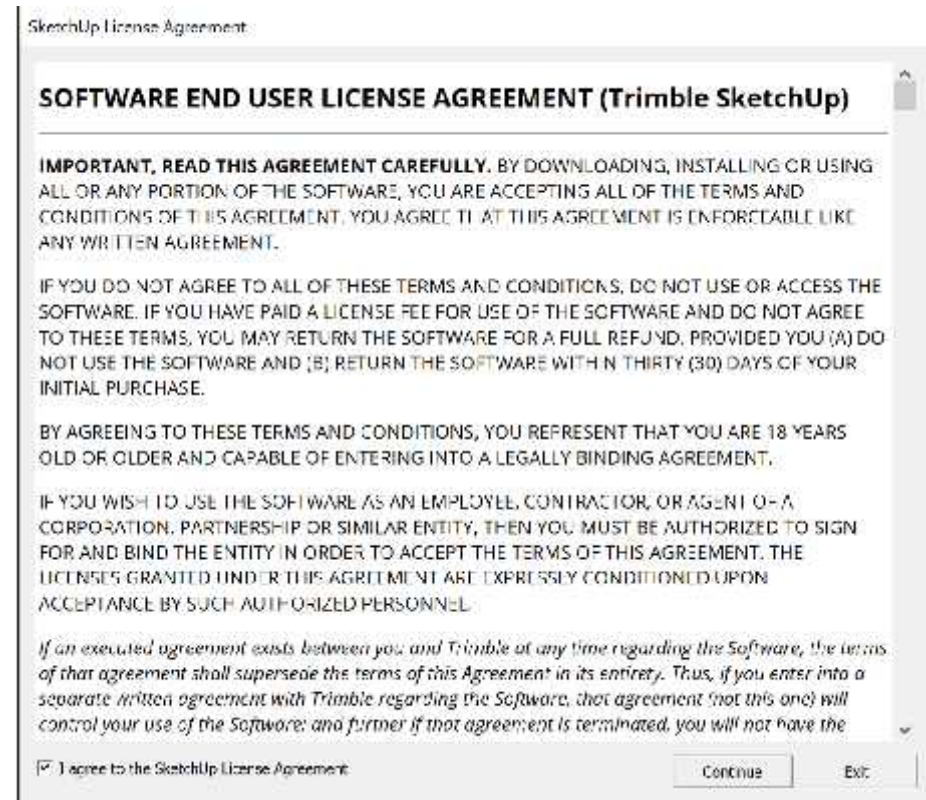 SketchUp License Agreement
SOFTWARE END USER LICENSE AGREEMENT (Trimble SketchUp)
IMPORTANT, READ THIS AGREEMENT CAREFULLY. BY DOWNLOADING, INSTALLING OR USING
ALL OR ANY PORTION OF THE SOFTWARE, YOU ARE ACCEPTING ALL OF THE TERMS AND
CONDITIONS OF THIS AGREEMENT. YOU AGREE THAT THIS AGREEMENT IS ENFORCEABLE LIKE
ANY WRITTEN AGREEMENT.
IF YOU DO NOT AGREE TO ALL OF THESE TERMS AND CONDITIONS, DO NOT USE OR ACCESS THE
SOFTWARE. IF YOU HAVE PAID A LICENSE FEE FOR USE OF THE SOFTWARE AND DO NOT AGREE
TO THESE TERMS, YOU MAY RETURN THE SOFTWARE FOR A FULL REFUND, PROVIDED YOU (A) DO
NOT USE THE SOFTWARE AND (B) RETURN THE SOFTWARE WITHIN THIRTY (30) DAYS OF YOUR
INITIAL PURCHASE.
BY AGREEING TO THESE TERMS AND CONDITIONS, YOU REPRESENT THAT YOU ARE 18 YEARS
OLD OR OLDER AND CAPABLE OF ENTERING INTO A LEGALLY BINDING AGREEMENT.
IF YOU WISH TO USE THE SOFTWARE AS AN EMPLOYEE, CONTRACTOR, OR AGENT OF A
CORPORATION, PARTNERSHIP OR SIMILAR ENTITY, THEN YOU MUST BE AUTHORIZED TO SIGN
FOR AND BIND THE ENTITY IN ORDER TO ACCEPT THE TERMS OF THIS AGREEMENT. THE
LICENSES GRANTED UNDER THIS AGREEMENT ARE EXPRESSLY CONDITIONED UPON
ACCEPTANCE BY SUCH AUTHORIZED PERSONNEL.
If an executed agreement exists between you and Trimble at any time regarding the Software, the terms
of that agreement shall supersede the terms of this Agreement in its entirety. Thus, if you enter into a
separate written agreement with Trimble regarding the Software, that agreement (not this one) will
control your use of the Software; and further if that agreement is terminated, you will not have the
I agree to the SketchUp License Agreement
Continue
Exit